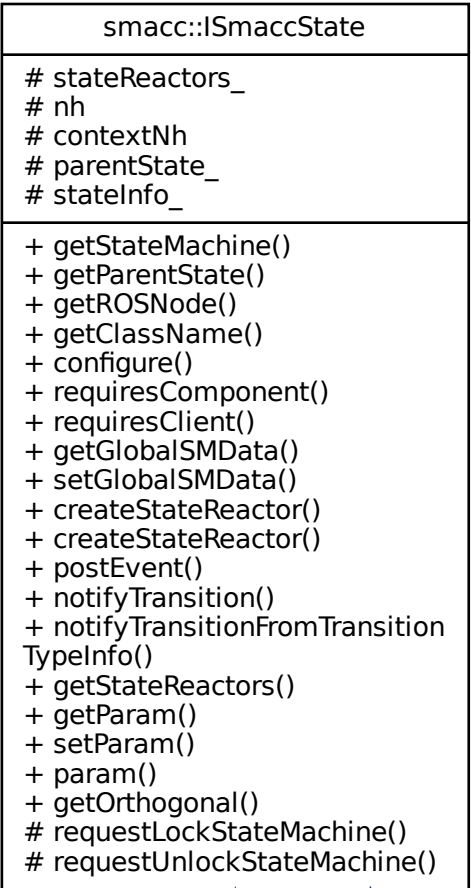 smacc::ISmaccState
# stateReactors_
# nh
# contextNh
# parentState_
# stateInfo_
+ getStateMachine()
+ getParentState()
+ getROSNode()
+ getClassName()
+ configure()
+ requiresComponent()
+ requiresClient()
+ getGlobalSMData()
+ setGlobalSMData()
+ createStateReactor()
+ createStateReactor()
+ postEvent()
+ notifyTransition()
+ notifyTransitionFromTransition
TypeInfo()
+ getStateReactors()
+ getParam()
+ setParam()
+ param()
+ getOrthogonal()
# requestLockStateMachine()
# requestUnlockStateMachine()